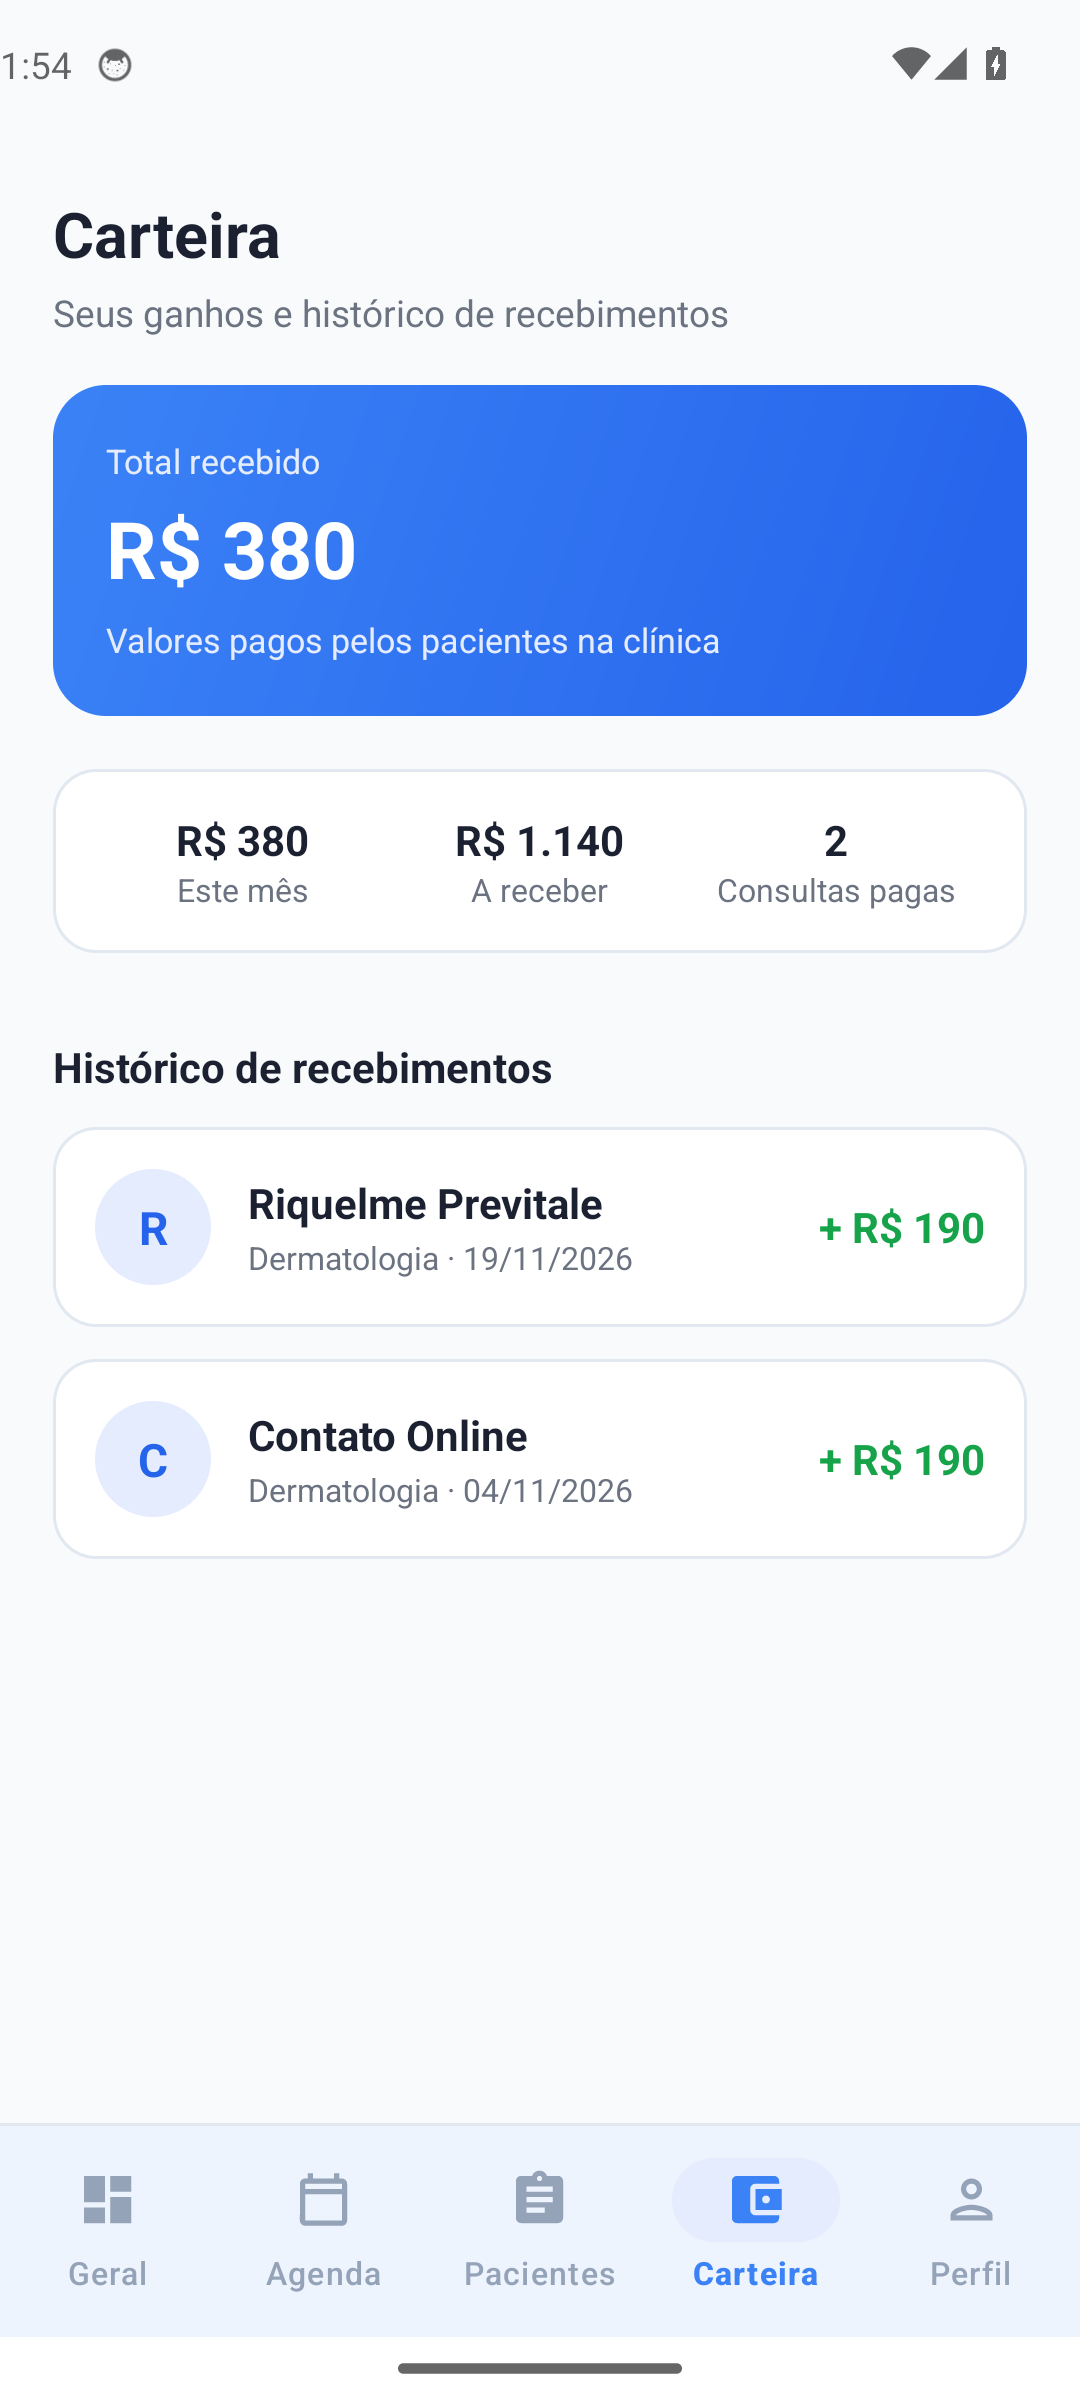 1:54
Carteira
Seus ganhos e histórico de recebimentos
Total recebido
R$ 380
Valores pagos pelos pacientes na clínica
R$ 380
Este mês
R$ 1.140
A receber
2
Consultas pagas
Histórico de recebimentos
R
Riquelme Previtale
Dermatologia · 19/11/2026
+ R$ 190
C
Contato Online
Dermatologia · 04/11/2026
+ R$ 190
Geral
Agenda
Pacientes
Carteira
Perfil